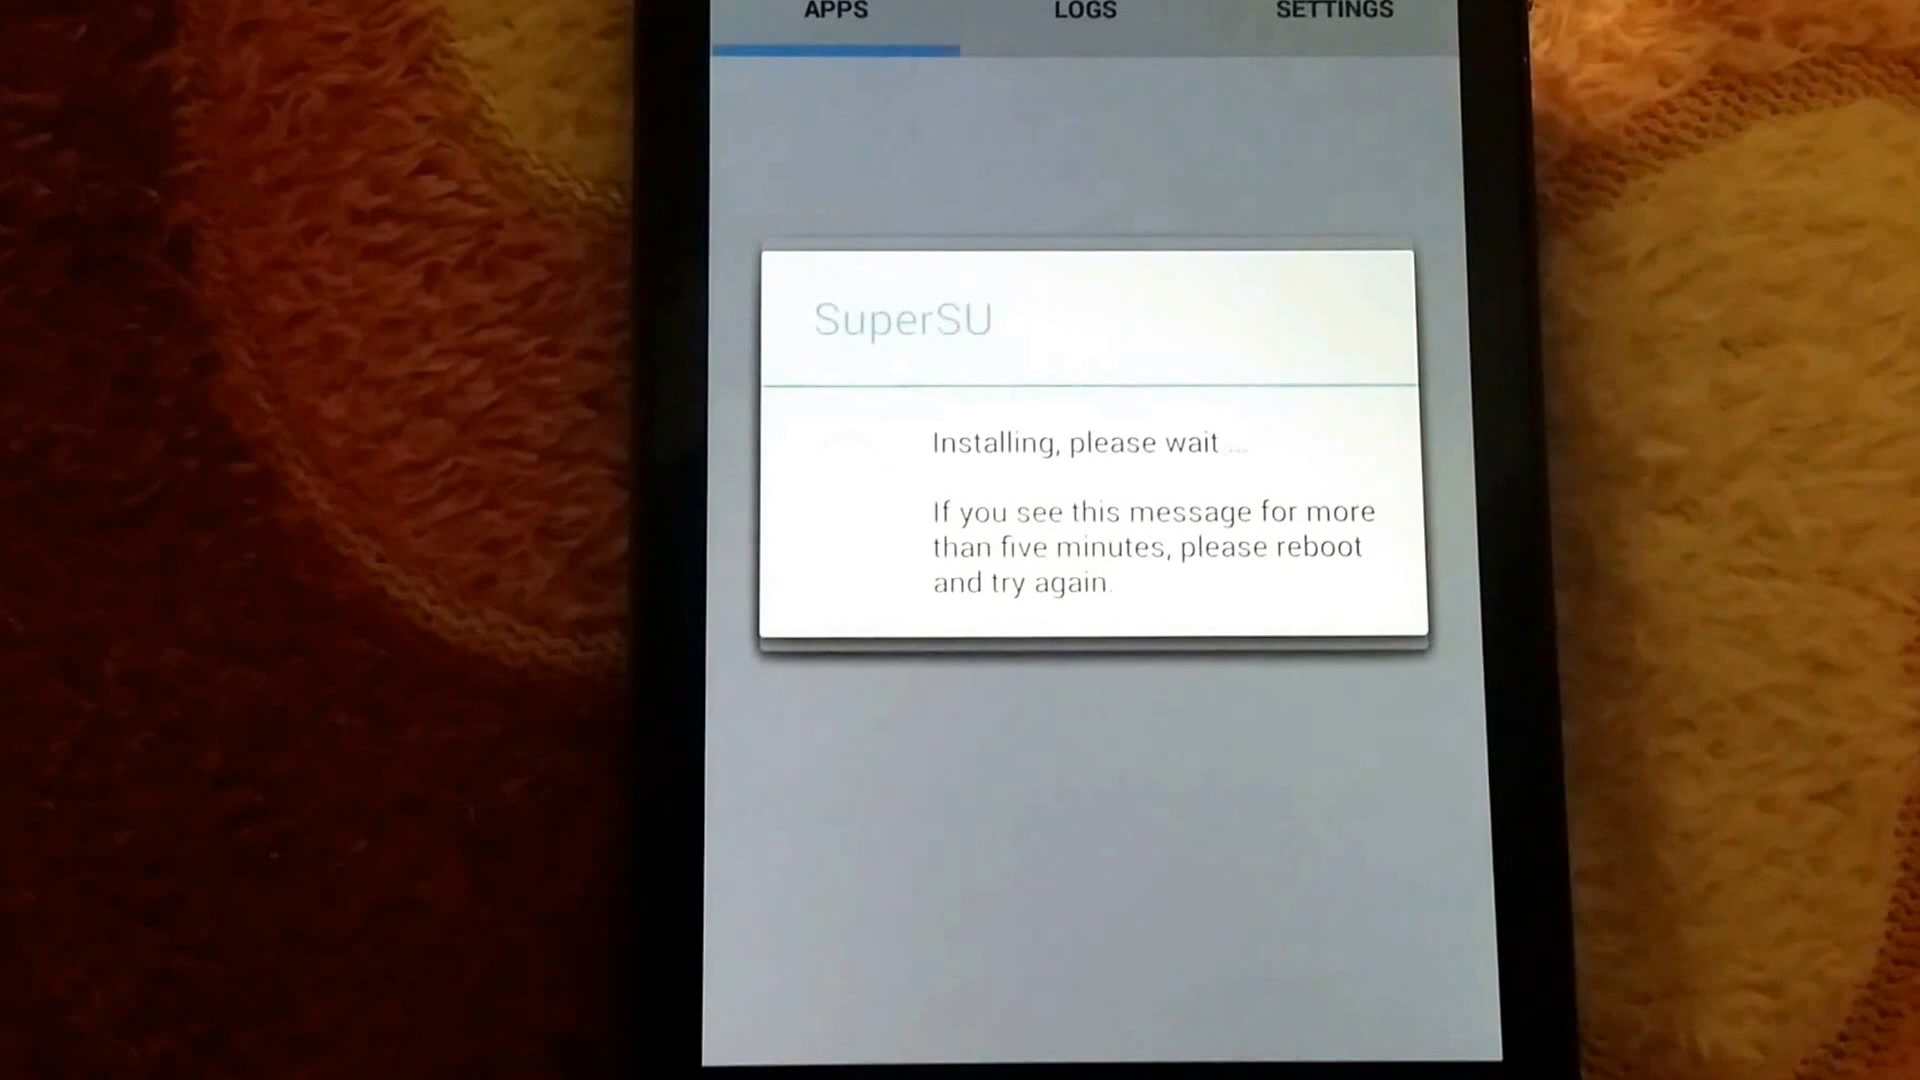 APPS LOGS SETTINGS
SuperSU
Installing, please wait ...
If you see this message for more
than five minutes, please reboot
and try again.